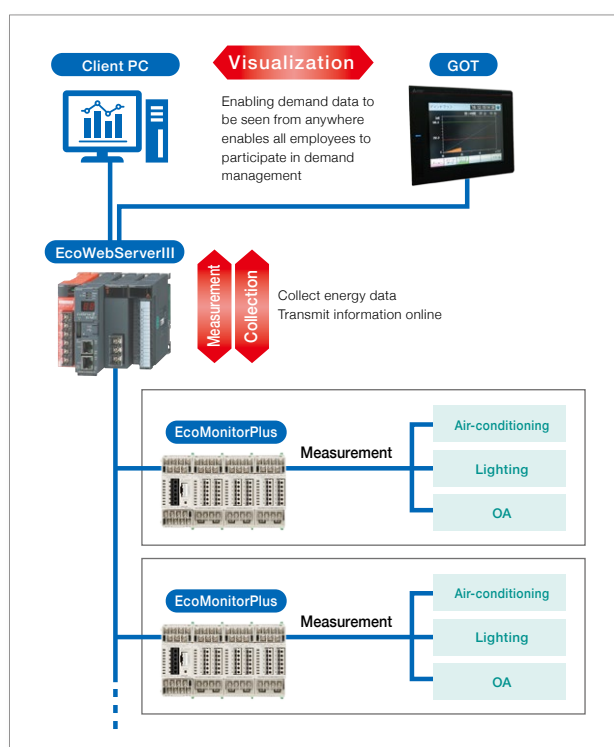 Client PC
Visualization
GOT
Enabling demand data to
be seen from anywhere
enables all employees to
participate in demand
management
EcoWebServerIII
Measurement
Collection
Collect energy data
Transmit information online
EcoMonitorPlus
Measurement
Air-conditioning
Lighting
OA
EcoMonitorPlus
Measurement
Air-conditioning
Lighting
OA